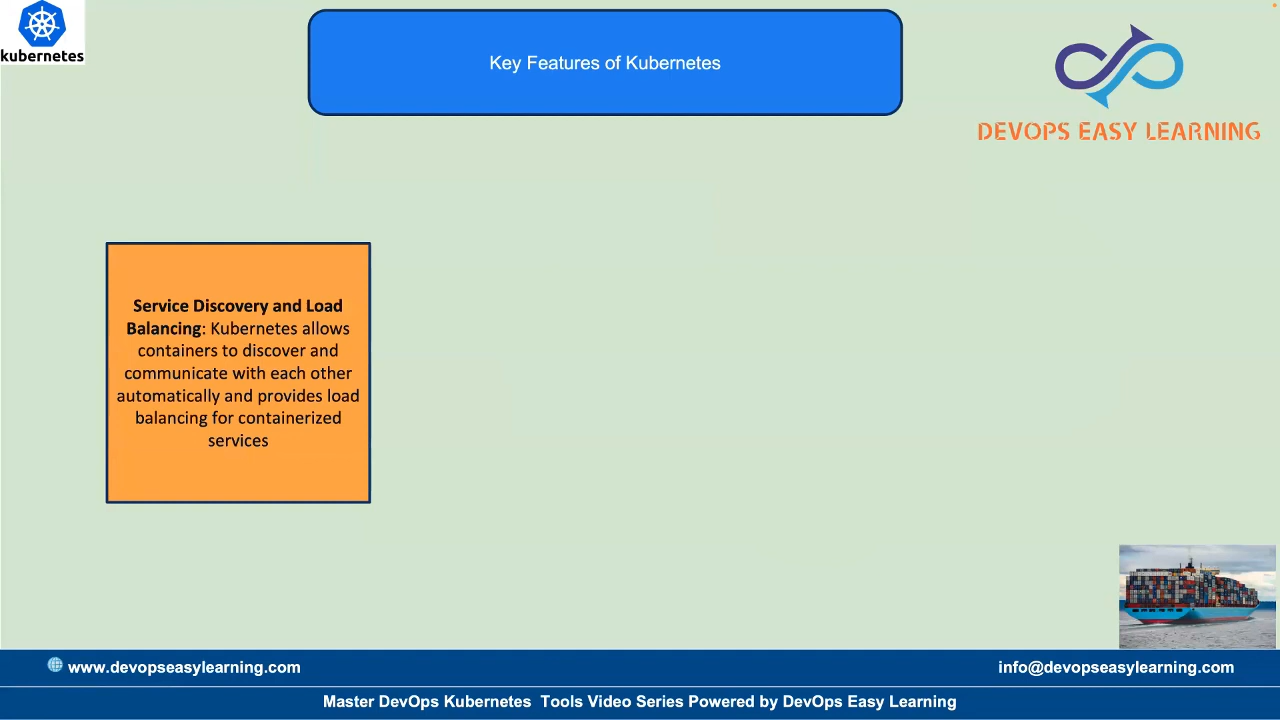 kubernetes
Key Features of Kubernetes
DEVOPS EASY LEARNING
Service Discovery and Load
Balancing: Kubernetes allows
containers to discover and
communicate with each other
automatically and provides load
balancing for containerized
services
www.devopseasylearning.com
info@devopseasylearning.com
Master DevOps Kubernetes  Tools Video Series Powered by DevOps Easy Learning